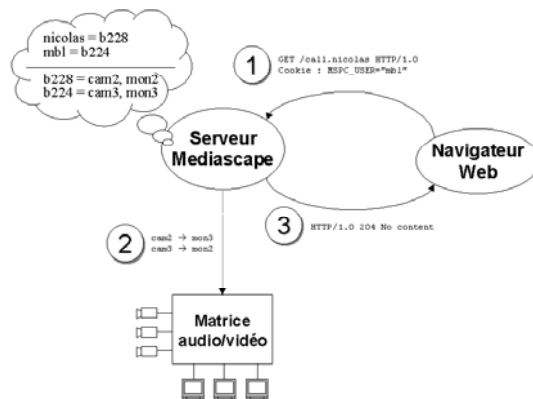 nicolas = b228
mbl = b224
b228 = cam2, mon2
b224 = cam3, mon3
1
GET /call.nicolas HTTP/1.0
Cookie : MSPC_USER="mbl"
Serveur
Mediascape
Navigateur
Web
2
cam2 → mon3
cam3 → mon2
3
HTTP/1.0 204 No content
Matrice
audio/vidéo